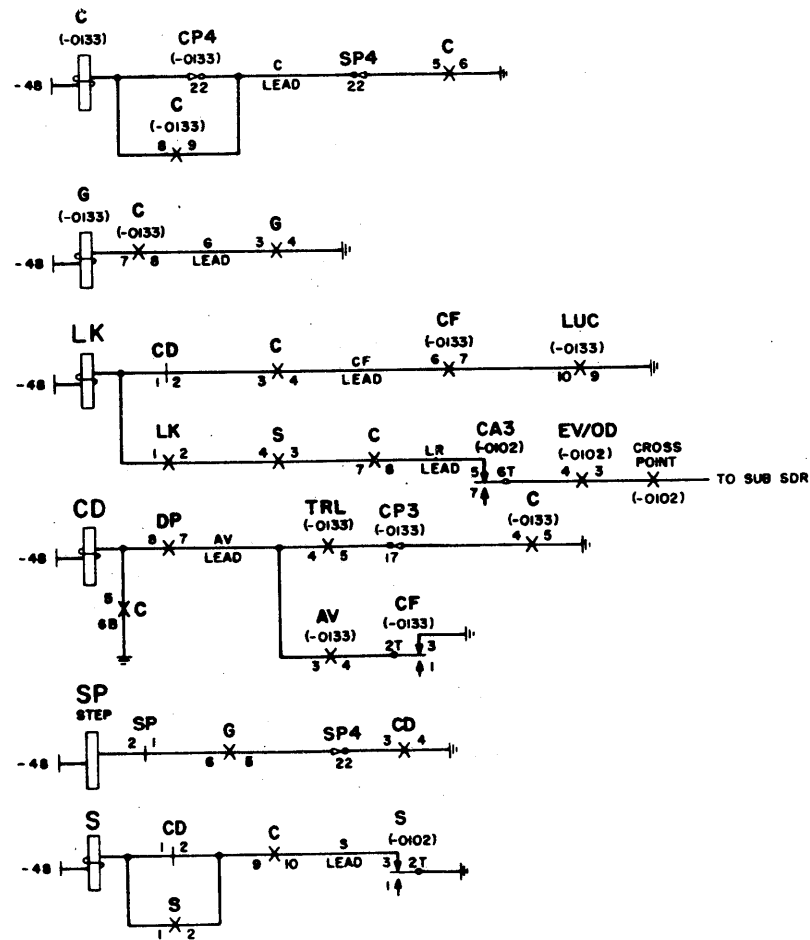 C
(-0133)
CP4
(-0133)
22
C
LEAD
SP4
22
C
5 6
-48
C
(-0133)
8 9
G
(-0133)
C
(-0133)
7 8
G
LEAD
G
3 4
-48
LK
CD
1 2
C
3 4
CF
LEAD
CF
(-0133)
6 7
LUC
(-0133)
10 9
-48
LK
1 2
S
4 3
C
7 8
LR
LEAD
CA3
(-0102)
5 6T
7
EV/OD
(-0102)
4 3
CROSS
POINT
(-0102)
TO SUB SDR
CD
DP
8 7
AV
LEAD
TRL
(-0133)
4 5
CP3
(-0133)
17
C
(-0133)
4 5
-48
5
6B
C
AV
(-0133)
3 4
CF
(-0133)
2T 3
1
SP
STEP
SP
2 1
G
6 5
SP4
22
CD
3 4
-48
S
CD
1 2
C
9 10
S
LEAD
S
(-0102)
3 2T
1
-48
S
1 2